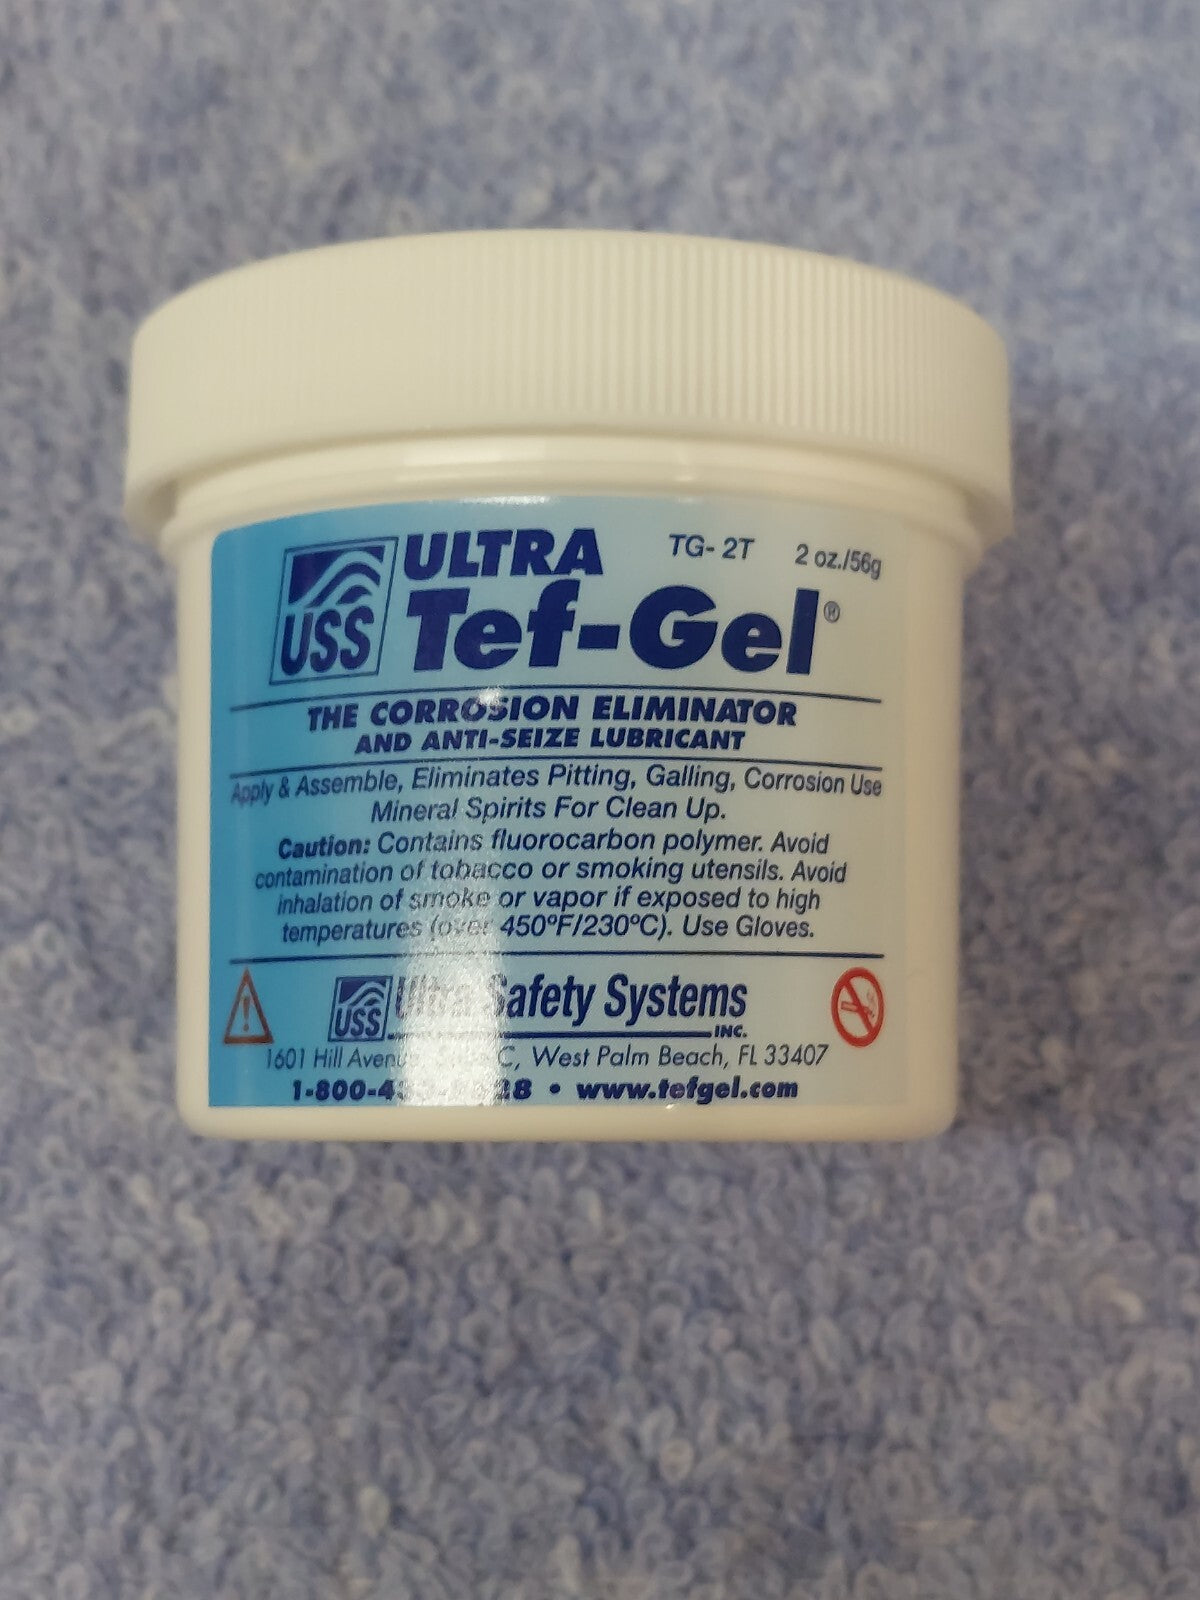 ULTRA TG- 2T 2 oz./56g
USS Tef-Gel®
THE CORROSION ELIMINATOR
AND ANTI-SEIZE LUBRICANT
Apply & Assemble, Eliminates Pitting, Galling, Corrosion Use
Mineral Spirits For Clean Up.
Caution: Contains fluorocarbon polymer. Avoid
contamination of tobacco or smoking utensils. Avoid
inhalation of smoke or vapor if exposed to high
temperatures (over 450ºF/230ºC). Use Gloves.
USS Ultra Safety Systems
INC.
1601 Hill C, West Palm Beach, FL 33407
• www.tefgel.com